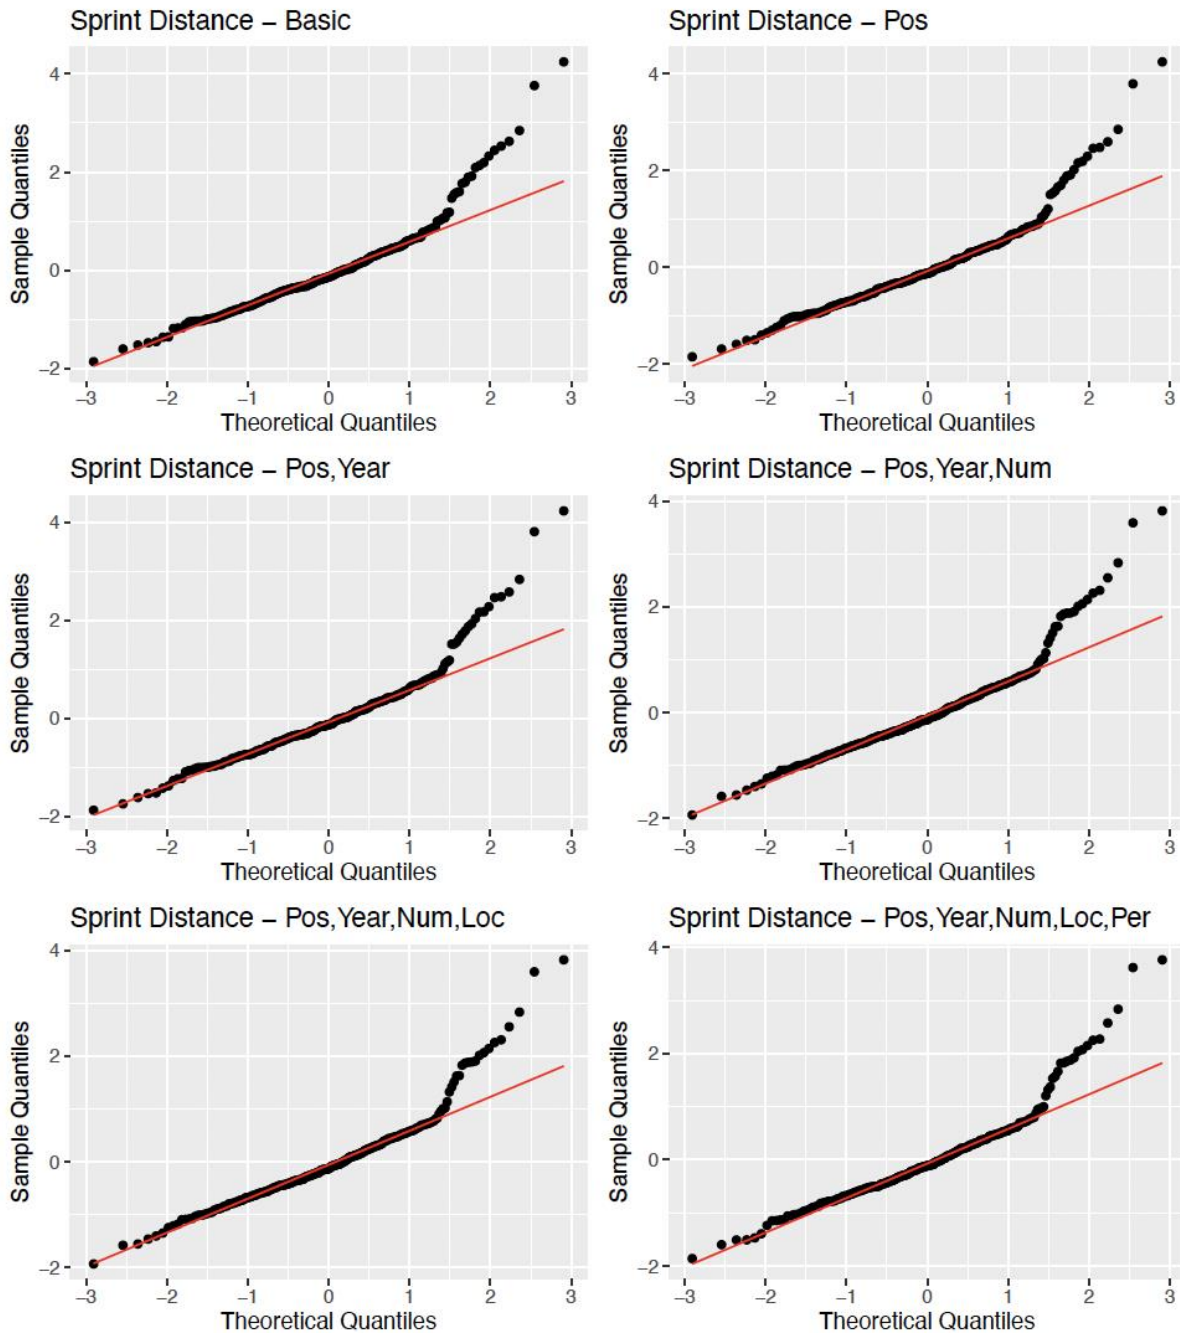 Sprint Distance – Basic
Sample Quantiles
4
2
0
−2
−3 −2 −1 0 1 2 3
Theoretical Quantiles
Sprint Distance – Pos
Sample Quantiles
4
2
0
−2
−3 −2 −1 0 1 2 3
Theoretical Quantiles
Sprint Distance – Pos,Year
Sample Quantiles
4
2
0
−2
−3 −2 −1 0 1 2 3
Theoretical Quantiles
Sprint Distance – Pos,Year,Num
Sample Quantiles
4
2
0
−2
−3 −2 −1 0 1 2 3
Theoretical Quantiles
Sprint Distance – Pos,Year,Num,Loc
Sample Quantiles
4
2
0
−2
−3 −2 −1 0 1 2 3
Theoretical Quantiles
Sprint Distance – Pos,Year,Num,Loc,Per
Sample Quantiles
4
2
0
−2
−3 −2 −1 0 1 2 3
Theoretical Quantiles